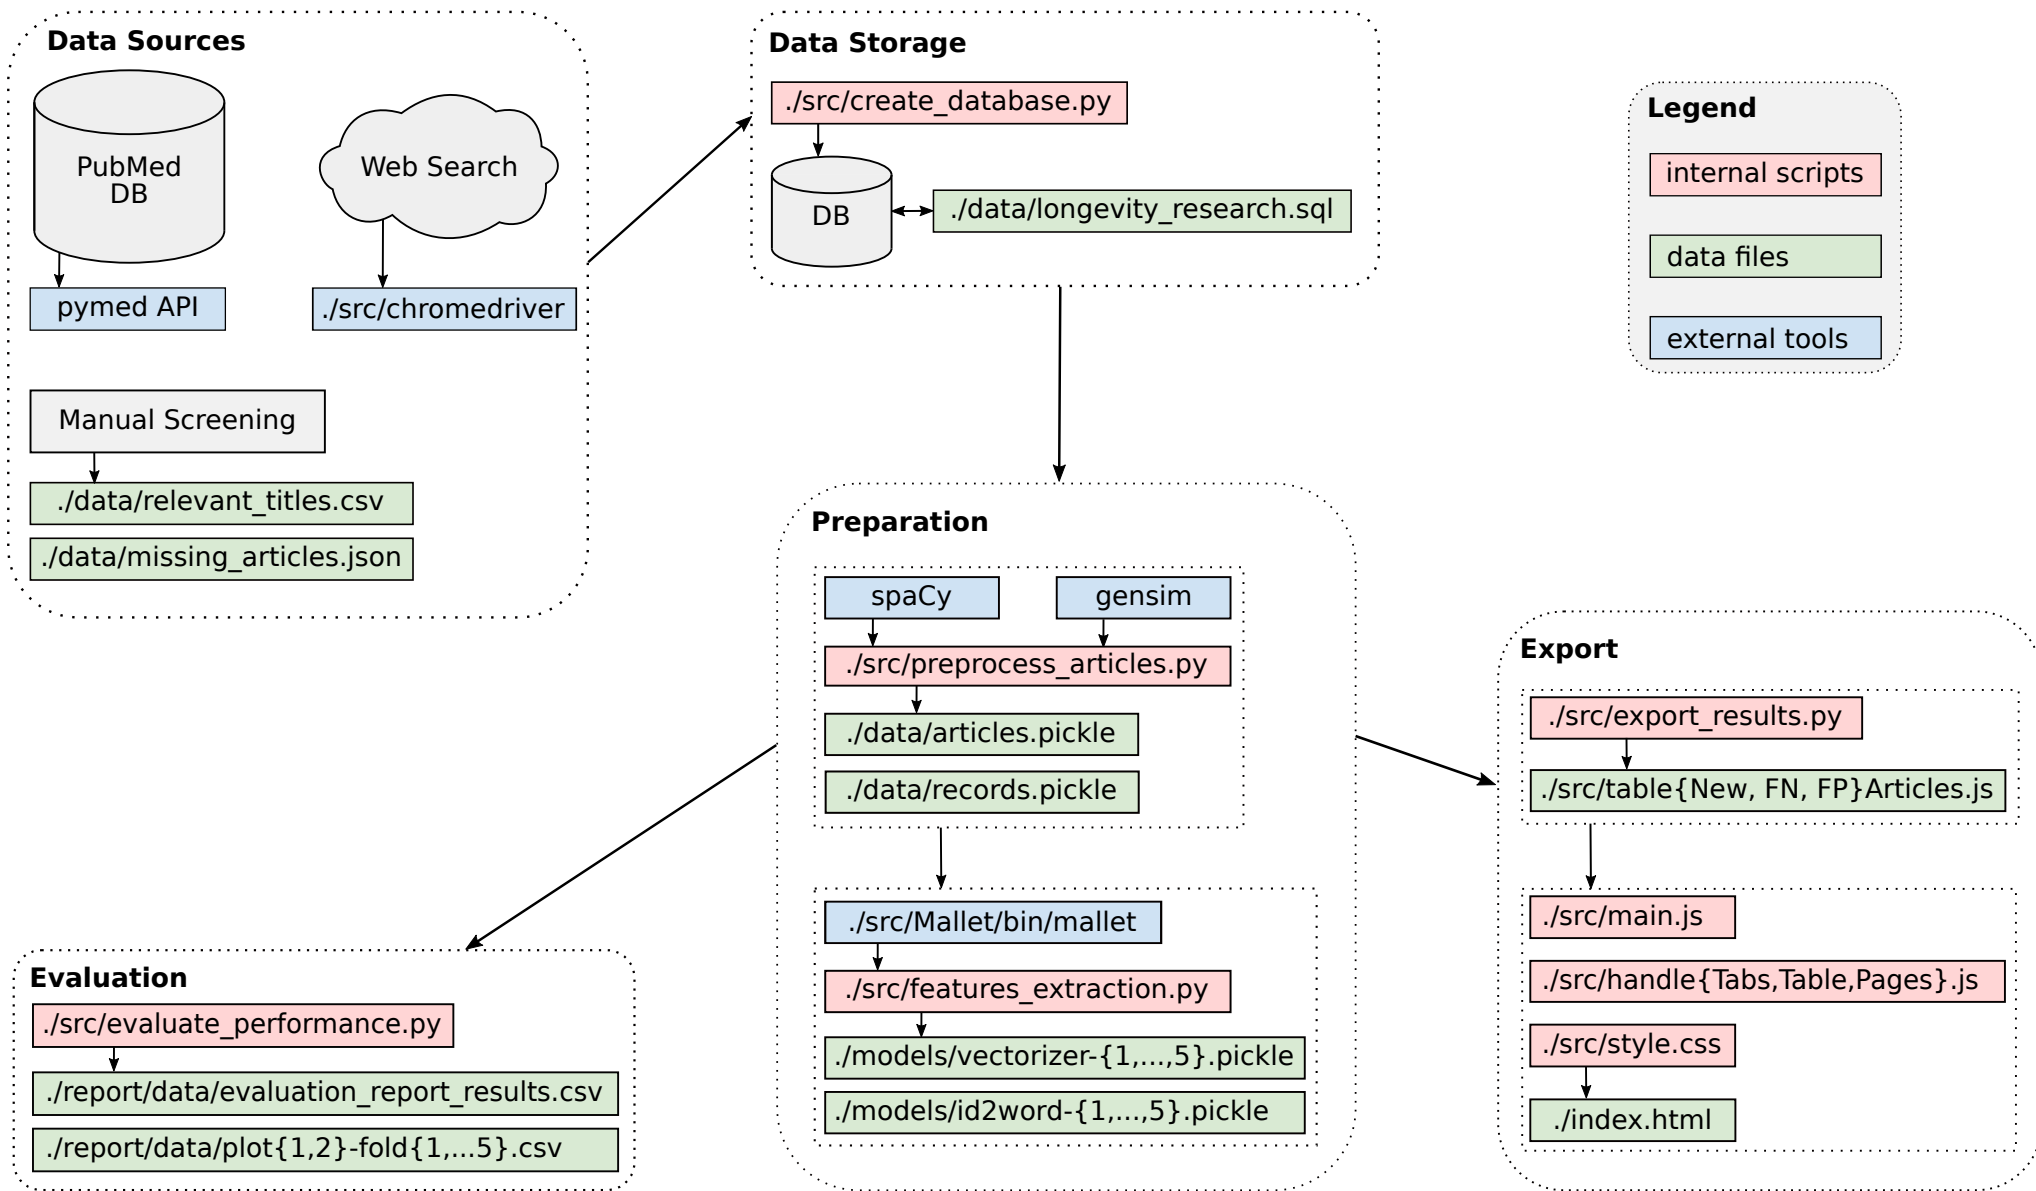 Data Sources
PubMed
DB
Web Search
pymed API
./src/chromedriver
Manual Screening
./data/relevant_titles.csv
./data/missing_articles.json
Data Storage
./src/create_database.py
DB
./data/longevity_research.sql
Legend
internal scripts
data files
external tools
Preparation
spaCy
gensim
./src/preprocess_articles.py
./data/articles.pickle
./data/records.pickle
./src/Mallet/bin/mallet
./src/features_extraction.py
./models/vectorizer-{1,...,5}.pickle
./models/id2word-{1,...,5}.pickle
Evaluation
./src/evaluate_performance.py
./report/data/evaluation_report_results.csv
./report/data/plot{1,2}-fold{1,...5}.csv
Export
./src/export_results.py
./src/table{New, FN, FP}Articles.js
./src/main.js
./src/handle{Tabs,Table,Pages}.js
./src/style.css
./index.html